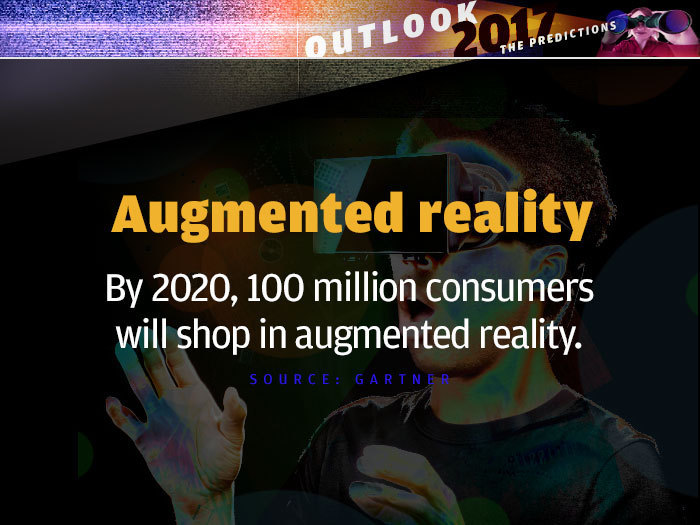 OUTLOOK
2017
THE PREDICTIONS
Augmented reality
By 2020, 100 million consumers
will shop in augmented reality.
SOURCE: GARTNER